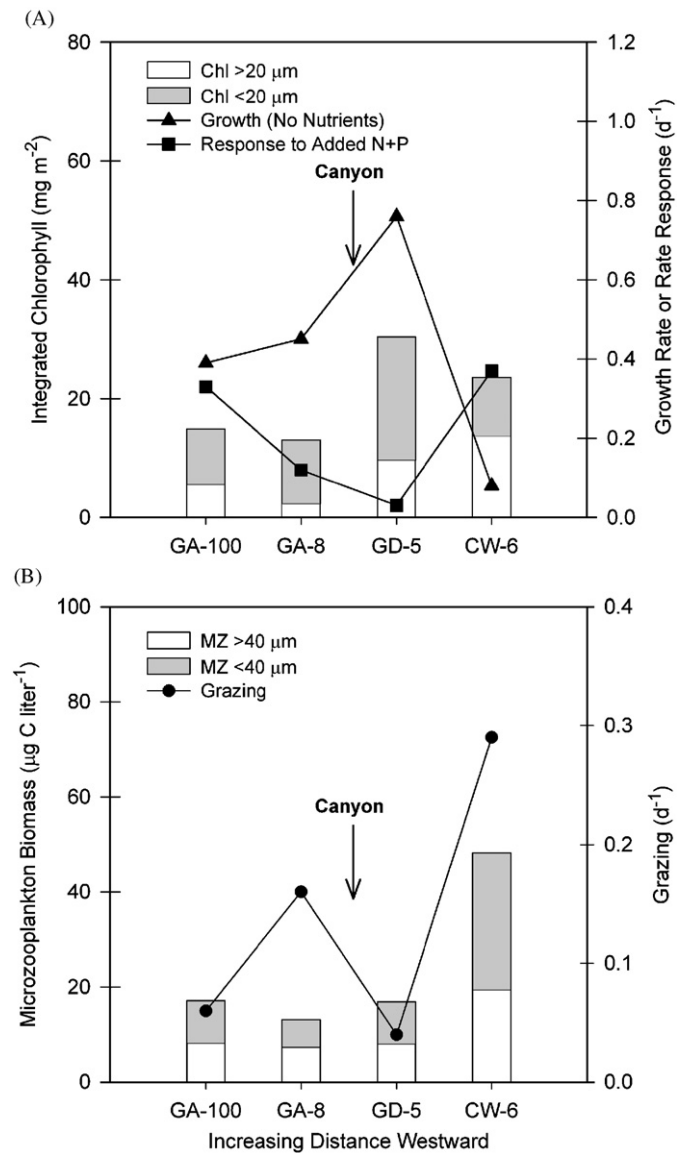 (A)
80
60
40
20
0
Integrated Chlorophyll (mg m-2)
Chl >20 μm
Chl <20 μm
Growth (No Nutrients)
Response to Added N+P
Canyon
1.2
1.0
0.8
0.6
0.4
0.2
0.0
Growth Rate or Rate Response (d-1)
GA-100 GA-8 GD-5 CW-6
(B)
100
80
60
40
20
0
Microzooplankton Biomass (μg C liter-1)
MZ >40 μm
MZ <40 μm
Grazing
Canyon
0.4
0.3
0.2
0.1
0.0
Grazing (d-1)
GA-100 GA-8 GD-5 CW-6
Increasing Distance Westward